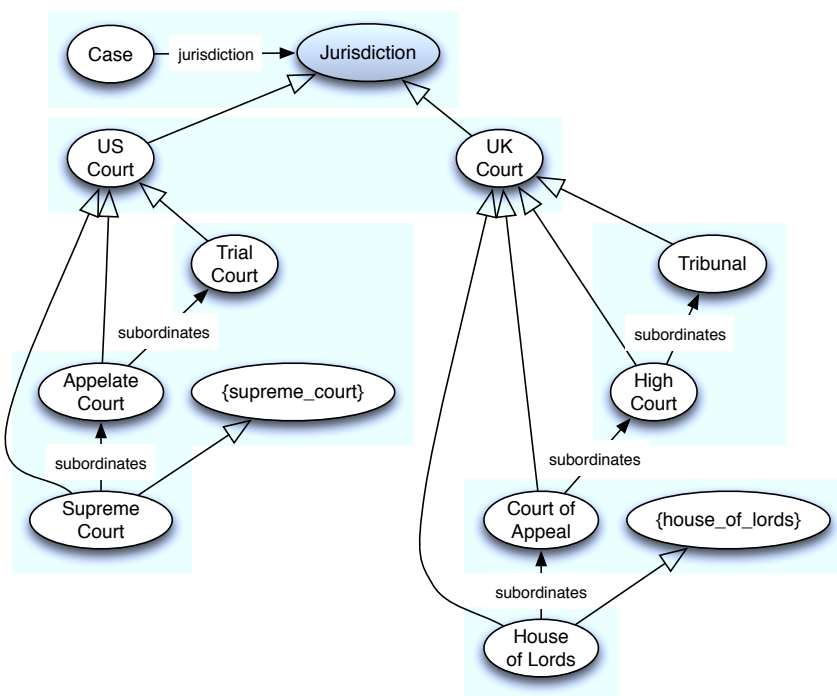 Case
jurisdiction
Jurisdiction
US
Court
UK
Court
Trial
Court
Tribunal
subordinates
subordinates
Appelate
Court
{supreme_court}
High
Court
subordinates
subordinates
Supreme
Court
Court of
Appeal
{house_of_lords}
subordinates
House
of Lords